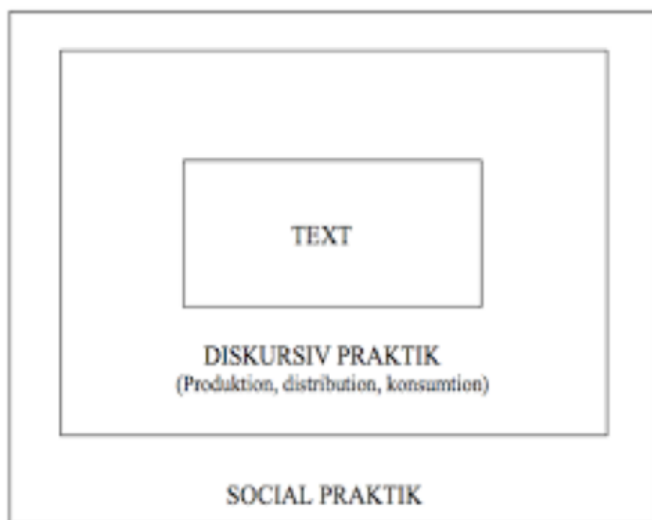 TEXT
DISKURSIV PRAKTIK
(Produktion, distribution, konsumtion)
SOCIAL PRAKTIK